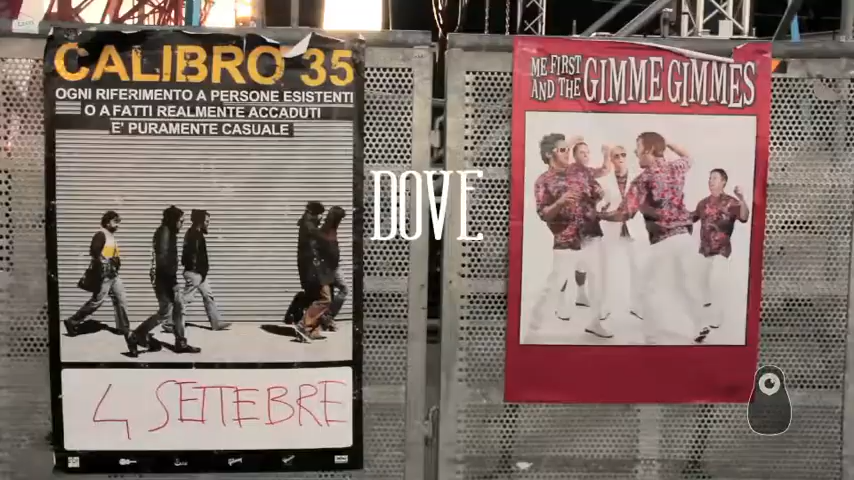 CALIBRO 35
OGNI RIFERIMENTO A PERSONE ESISTENTI
O A FATTI REALMENTE ACCADUTI
E' PURAMENTE CASUALE
4 SETTEBRE
ME FIRST
AND THE GIMME GIMMES
DOVE